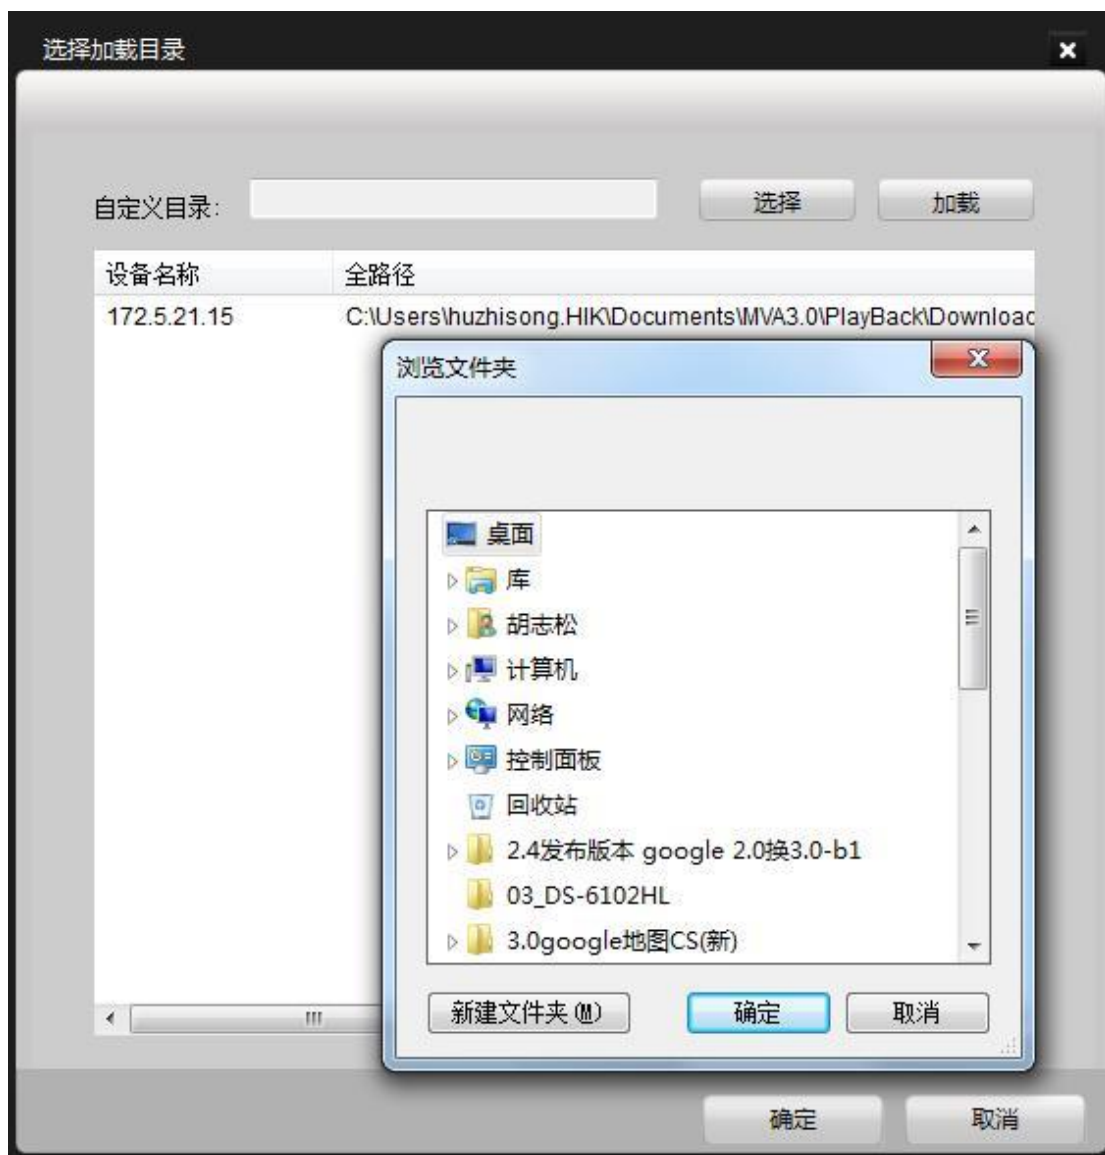 选择加载目录
自定义目录: 选择 加载
设备名称 全路径
172.5.21.15 C:\Users\huzhisong.HIK\Documents\MVA3.0\PlayBack\Downloac
浏览文件夹
桌面
库
胡志松
计算机
网络
控制面板
回收站
2.4发布版本 google 2.0换3.0-b1
03_DS-6102HL
3.0google地图CS(新)
新建文件夹(M) 确定 取消
确定 取消